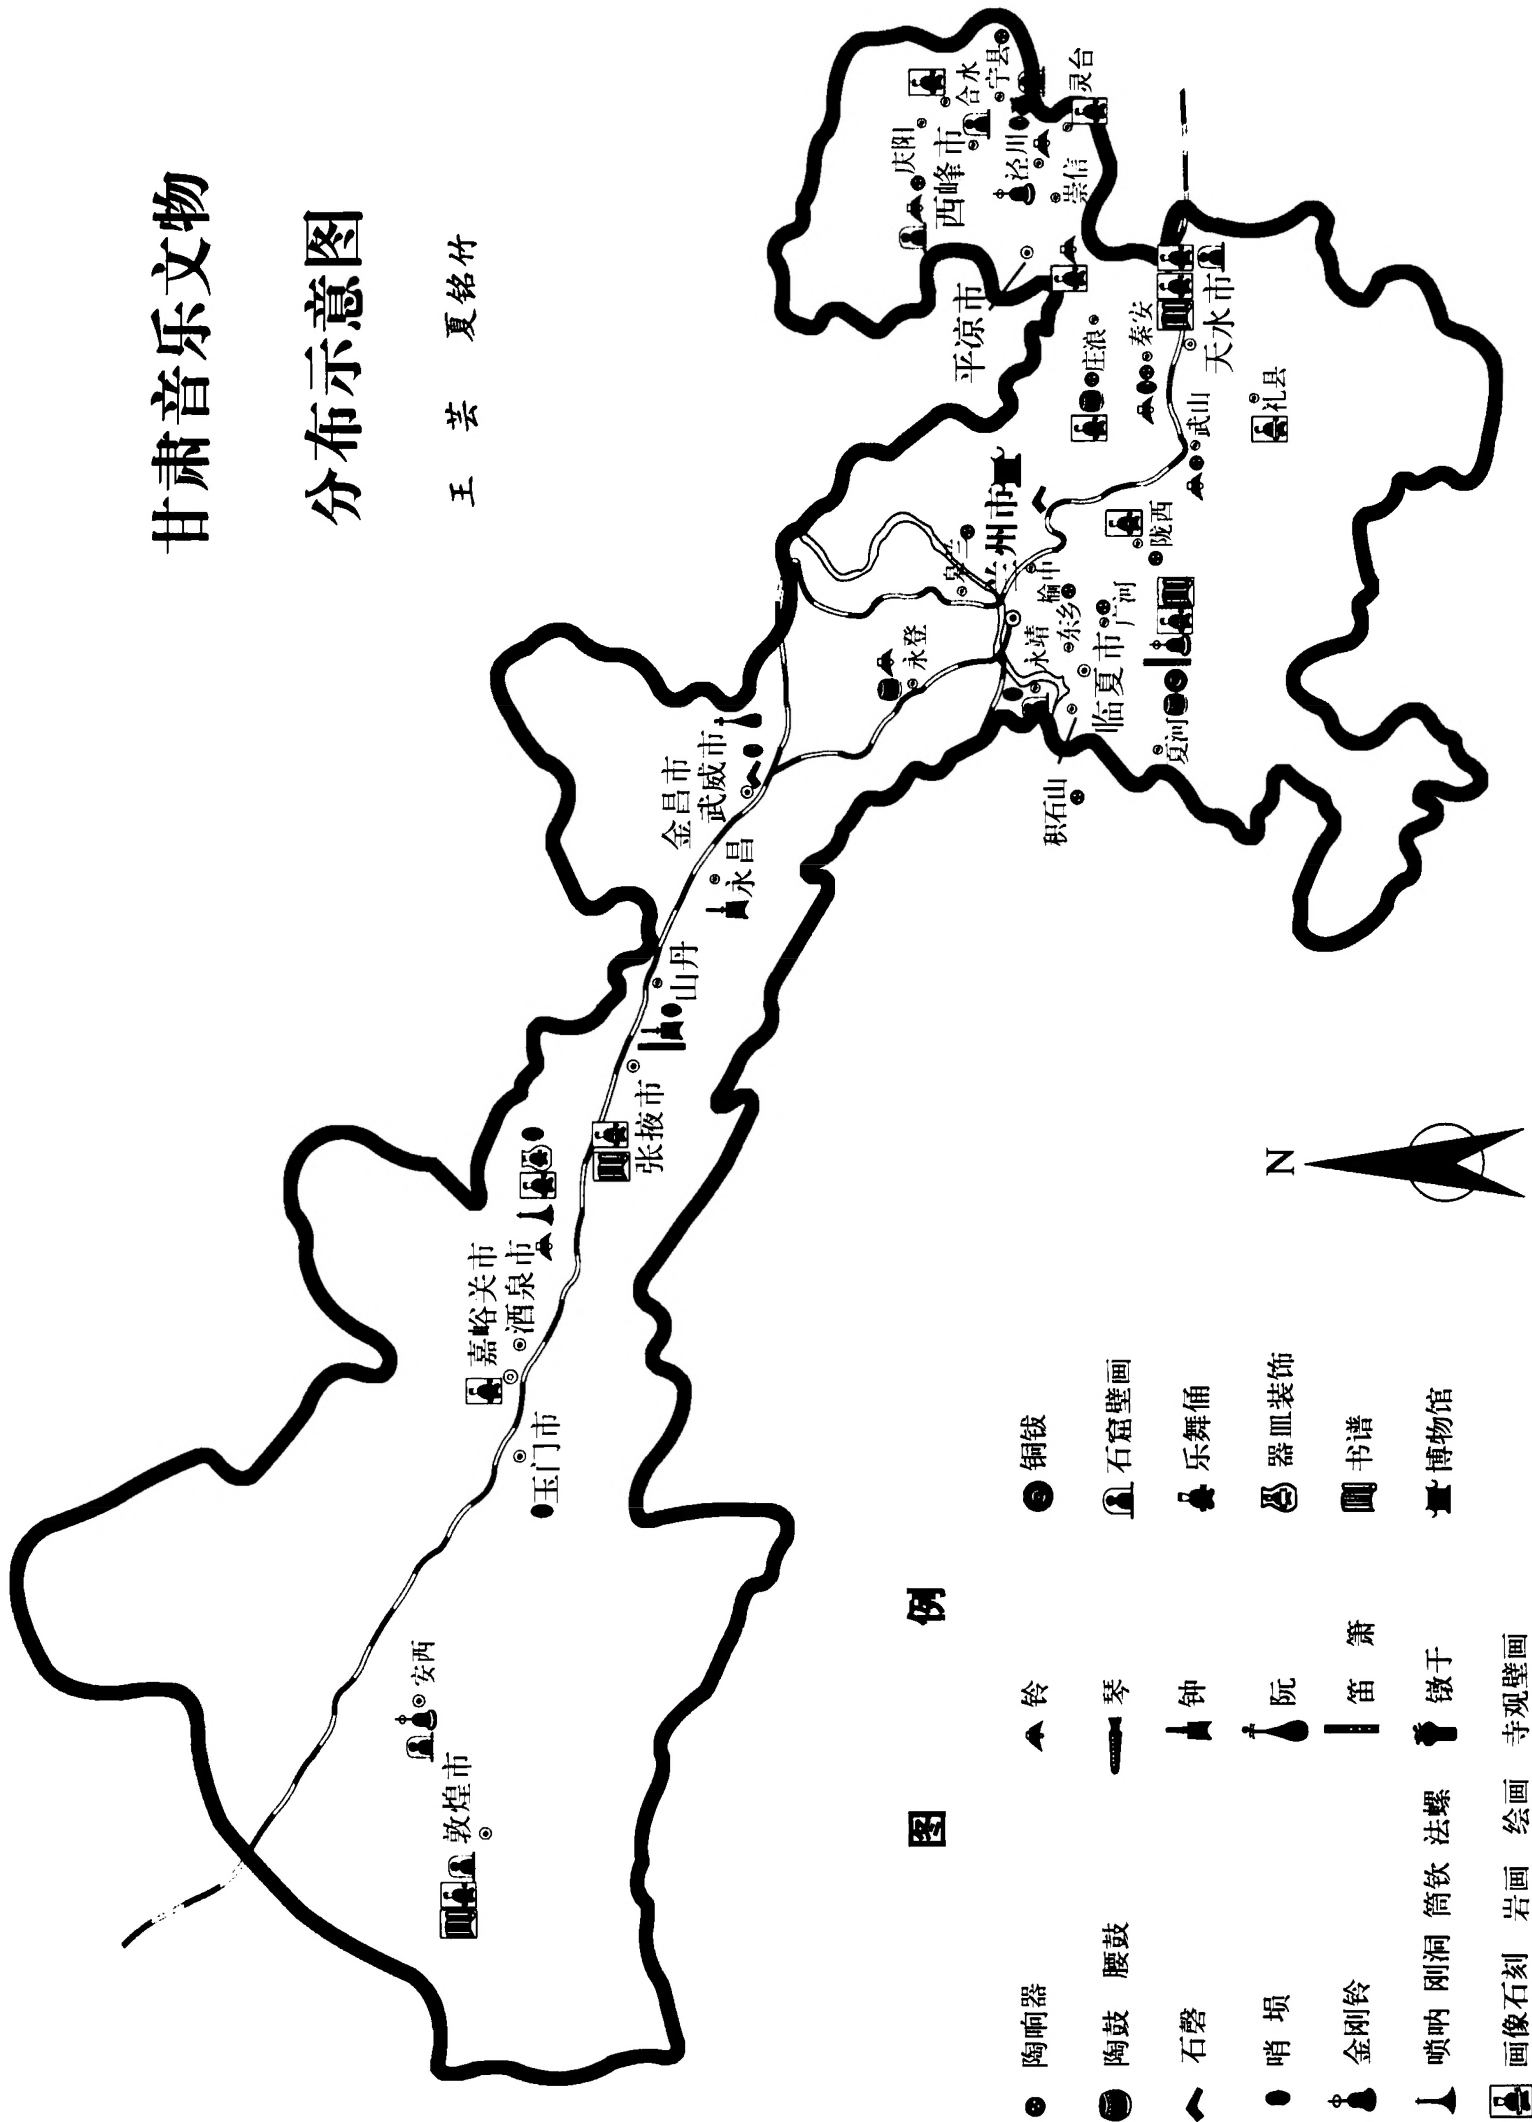 甘肃音乐文物
分布示意图
王 芸 夏铭竹
敦煌市
安西
玉门市
嘉峪关市
酒泉市
张掖市
山丹
永昌
金昌市
武威市
永登
皋兰
兰州市
榆中
永靖
东乡
广河
临夏市
积石山
夏河
陇西
武山
礼县
秦安
天水市
庄浪
平凉市
庆阳
西峰市
合水
宁县
泾川
崇信
灵台
N
图 例
陶响器
铃
铜钹
陶鼓 腰鼓
琴
石窟壁画
石磬
钟
乐舞俑
哨 埙
阮
器皿装饰
金刚铃
笛 箫
书谱
唢呐 刚洞 筒钦 法螺
镦于
博物馆
画像石刻 岩画 绘画 寺观壁画